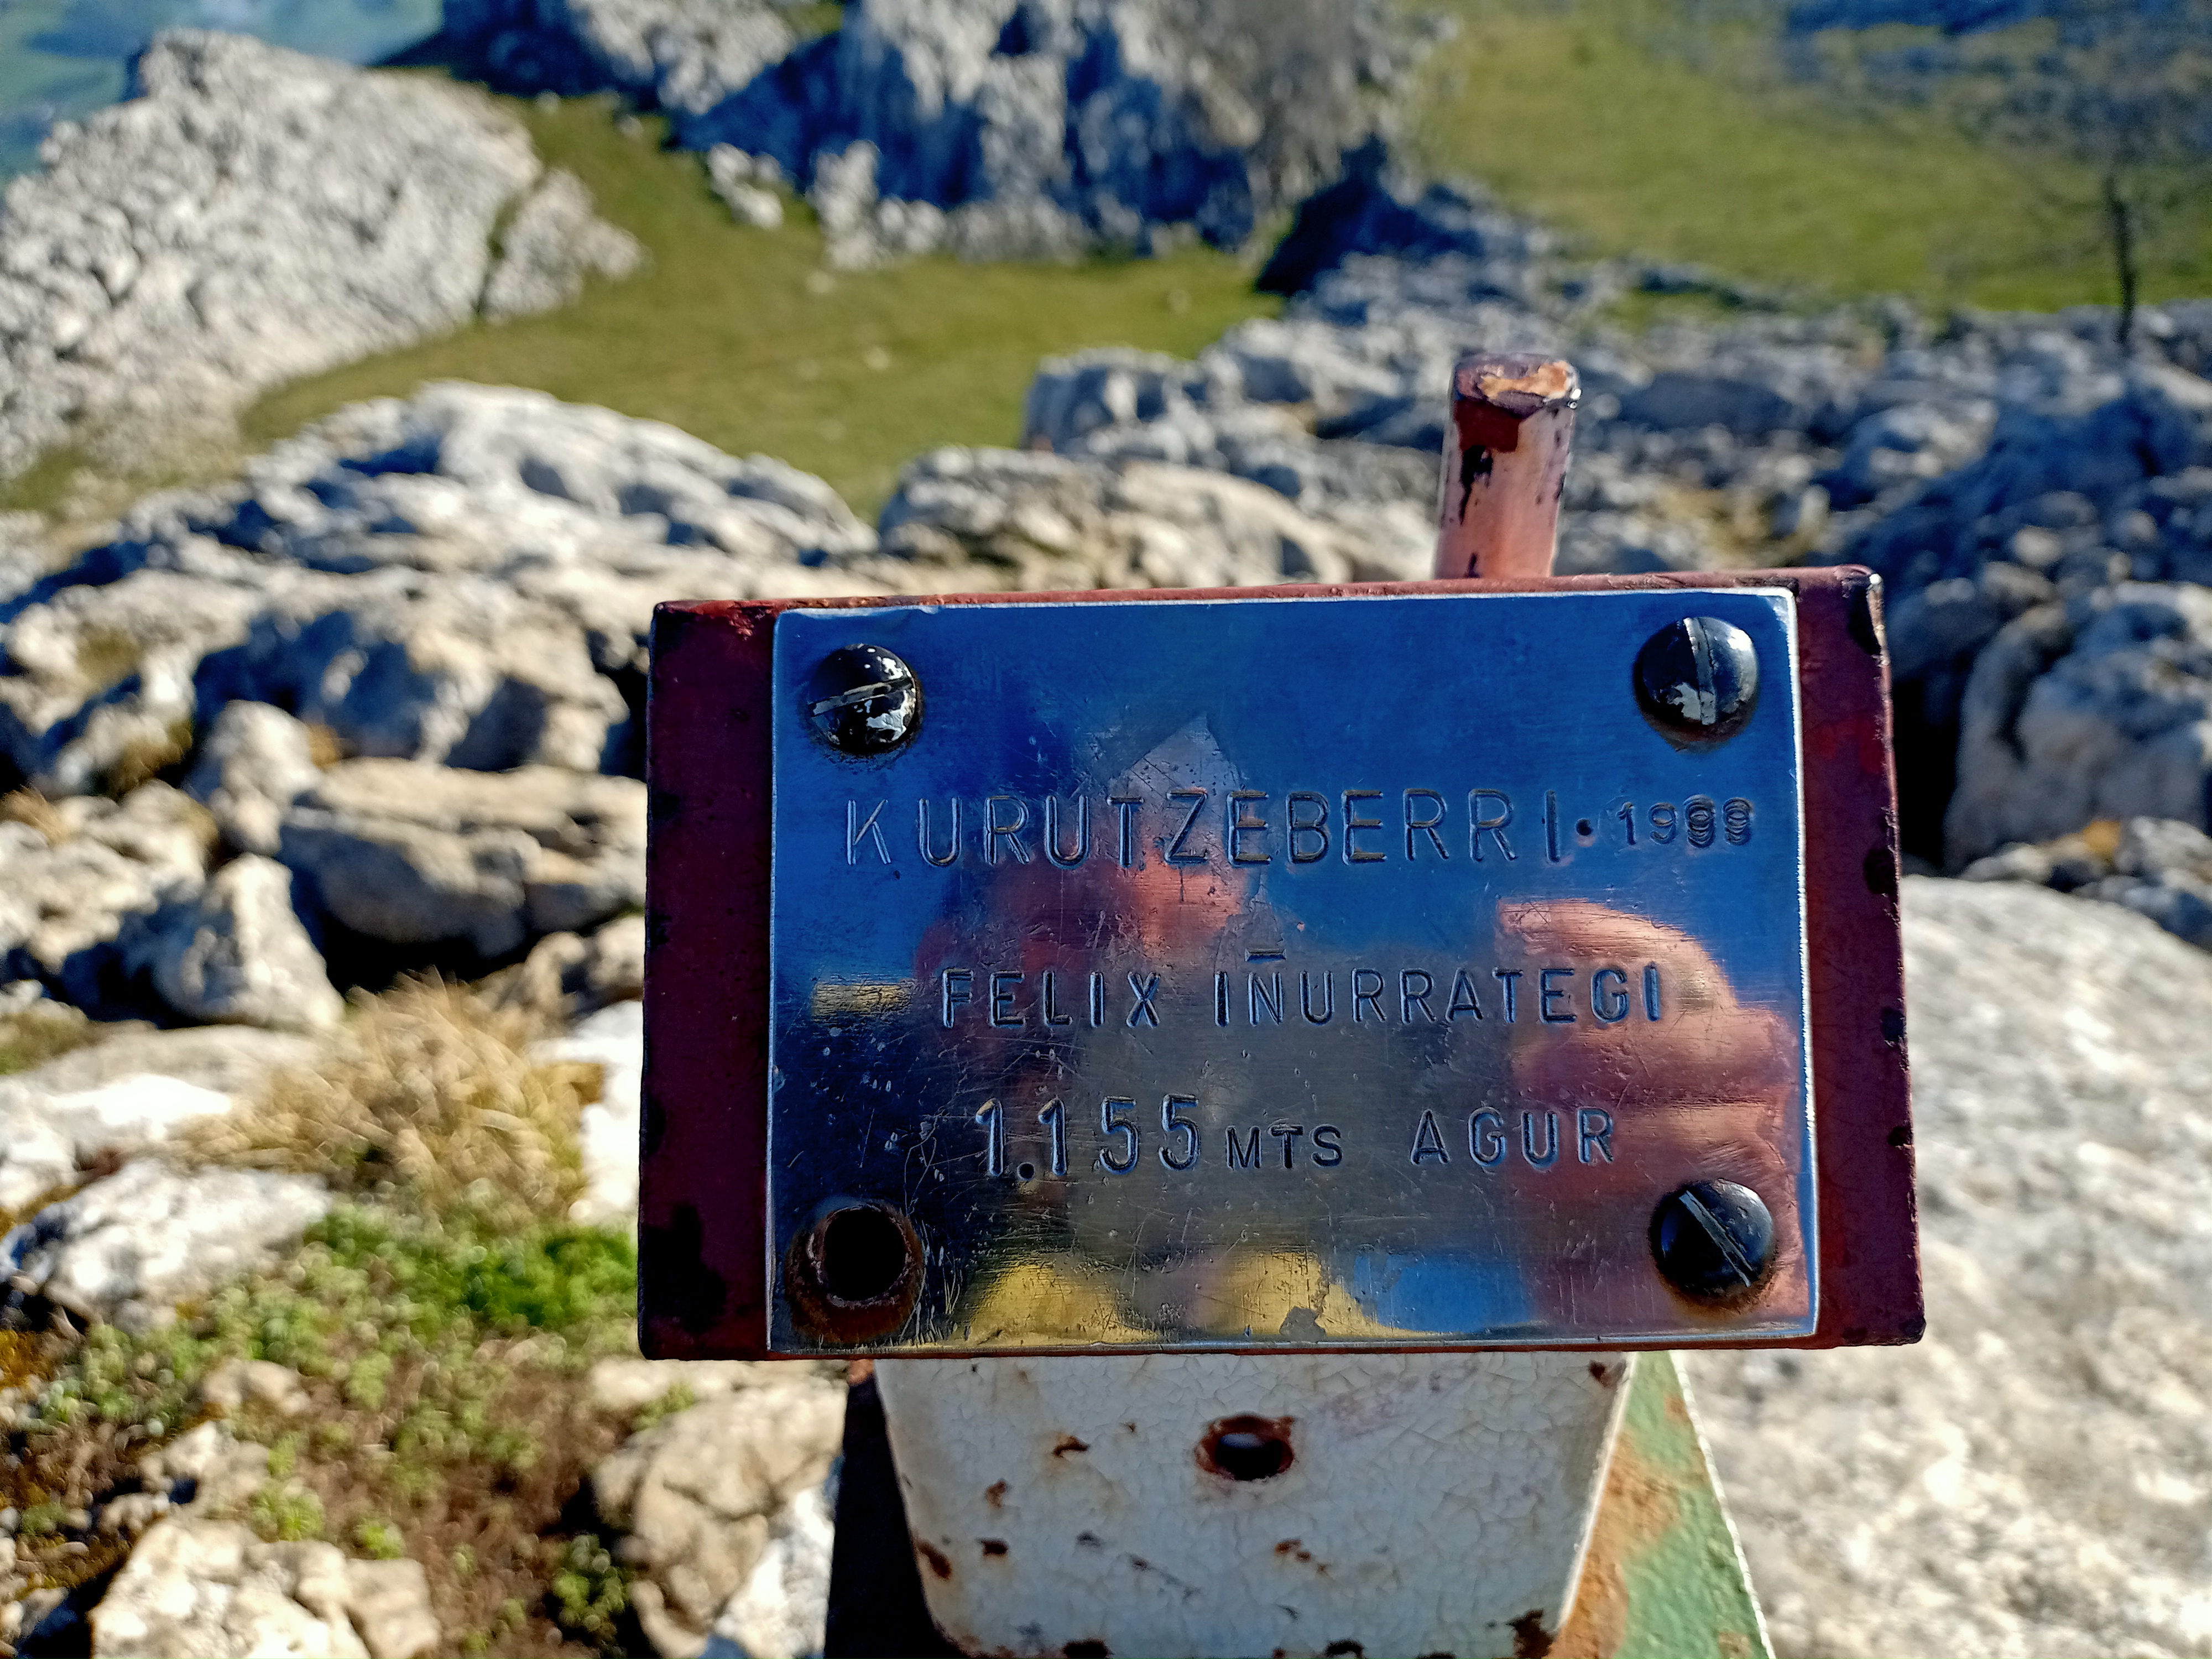 KURUTZEBERRI. 1999
FELIX IÑURRATEGI
1.155 MTS AGUR